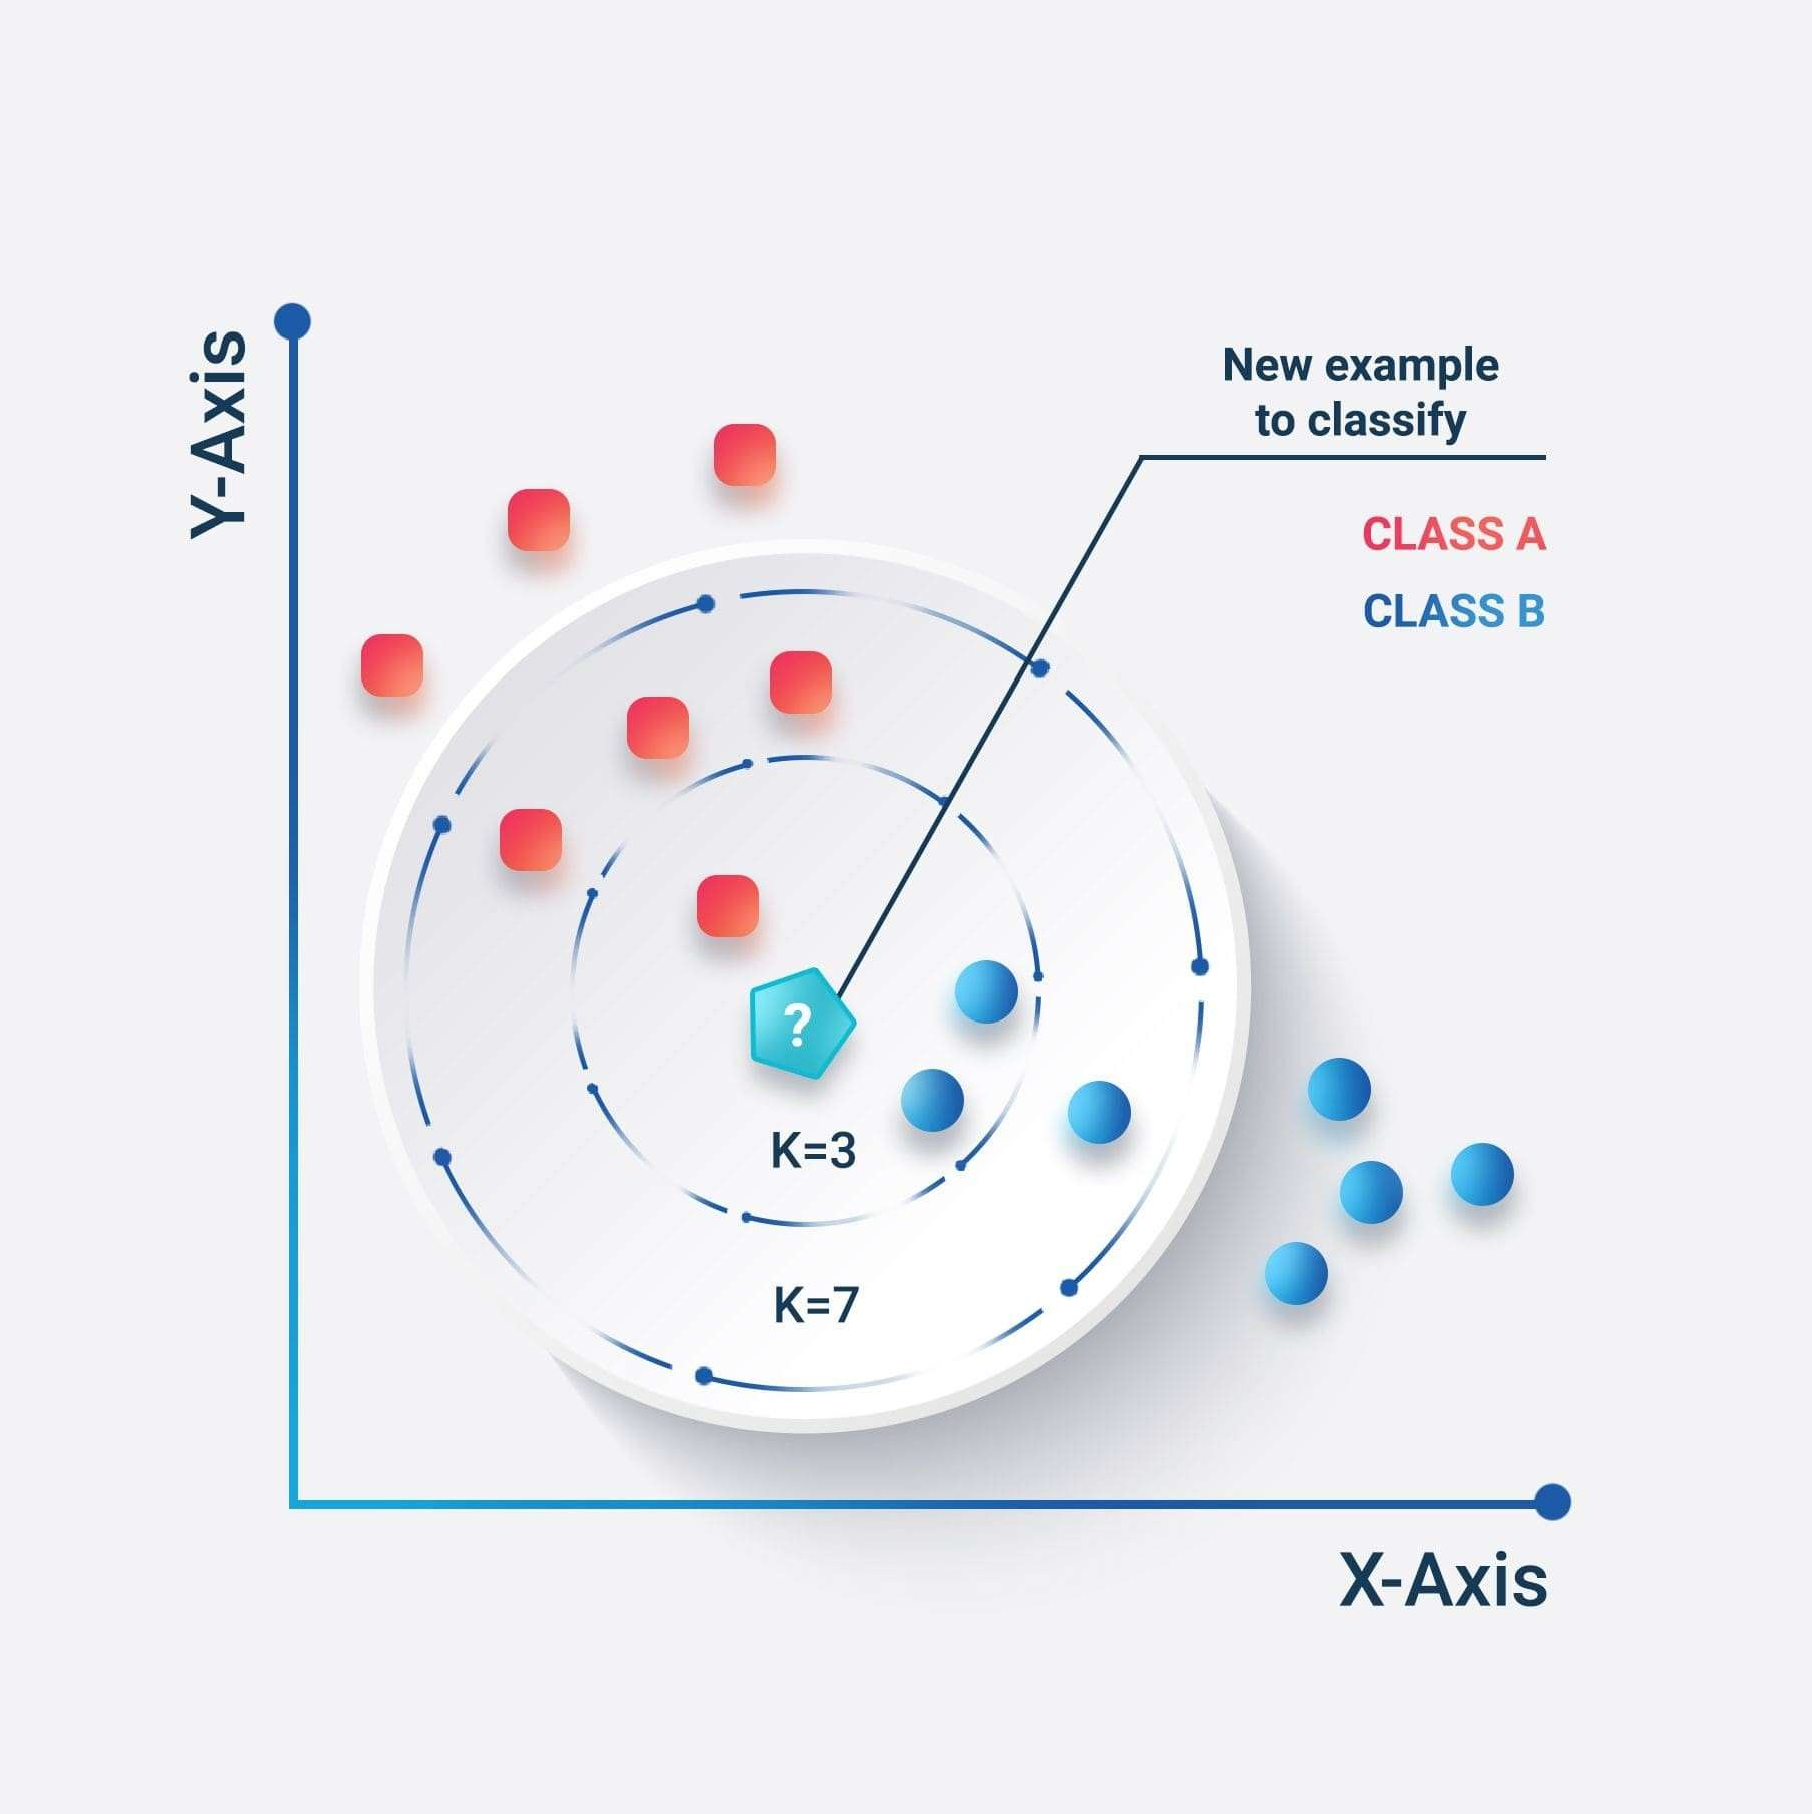 Y-Axis
New example
to classify
CLASS A
CLASS B
?
K=3
K=7
X-Axis